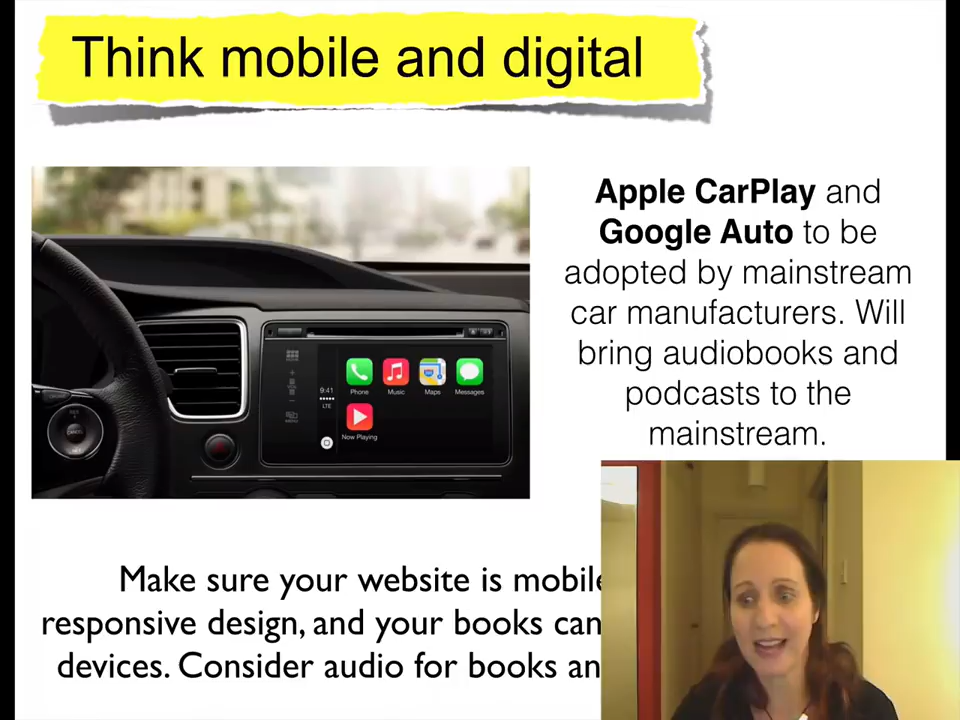 Think mobile and digital
Apple CarPlay and
Google Auto to be
adopted by mainstream
car manufacturers. Will
bring audiobooks and
podcasts to the
mainstream.
9:41
LTE
Phone
Music
Maps
Messages
Now Playing
Make sure your website is
responsive design, and your books can
devices. Consider audio for books